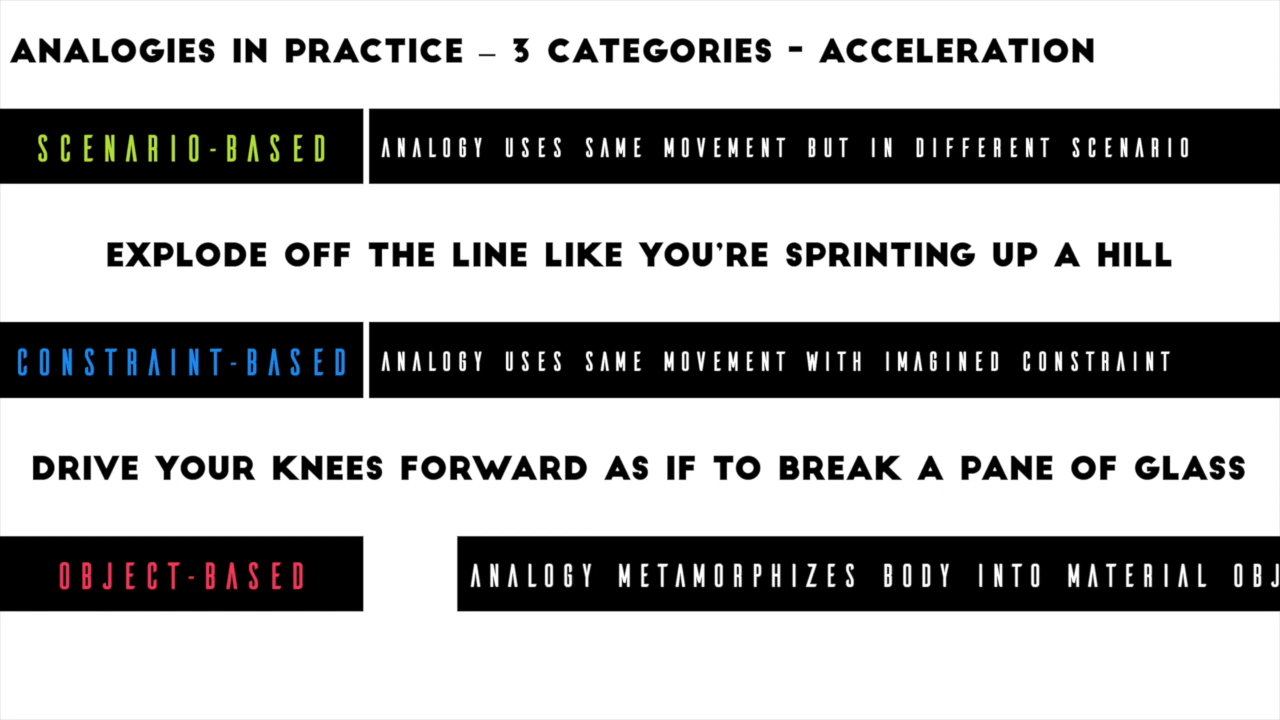 ANALOGIES IN PRACTICE – 3 CATEGORIES - ACCELERATION
SCENARIO-BASED ANALOGY USES SAME MOVEMENT BUT IN DIFFERENT SCENARIO
EXPLODE OFF THE LINE LIKE YOU'RE SPRINTING UP A HILL
CONSTRAINT-BASED ANALOGY USES SAME MOVEMENT WITH IMAGINED CONSTRAINT
DRIVE YOUR KNEES FORWARD AS IF TO BREAK A PANE OF GLASS
OBJECT-BASED ANALOGY METAMORPHIZES BODY INTO MATERIAL OBJ